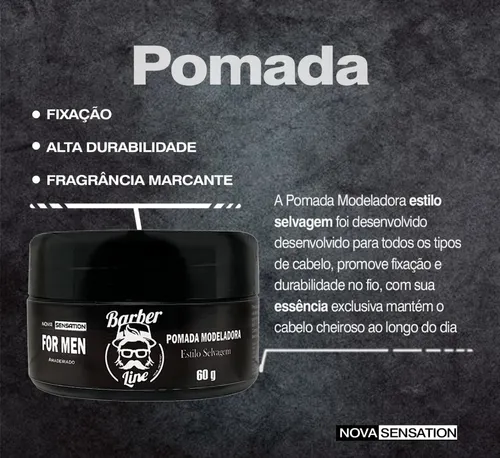 Pomada
• FIXAÇÃO
• ALTA DURABILIDADE
• FRAGRÂNCIA MARCANTE
A Pomada Modeladora estilo
selvagem foi desenvolvido
desenvolvido para todos os tipos
de cabelo, promove fixação e
durabilidade no fio, com sua
essência exclusiva mantém o
cabelo cheiroso ao longo do dia
NOVA SENSATION
FOR MEN
AMADEIRADO
Barber
Line
POMADA MODELADORA
Estilo Selvagem
60 g
NOVA SENSATION